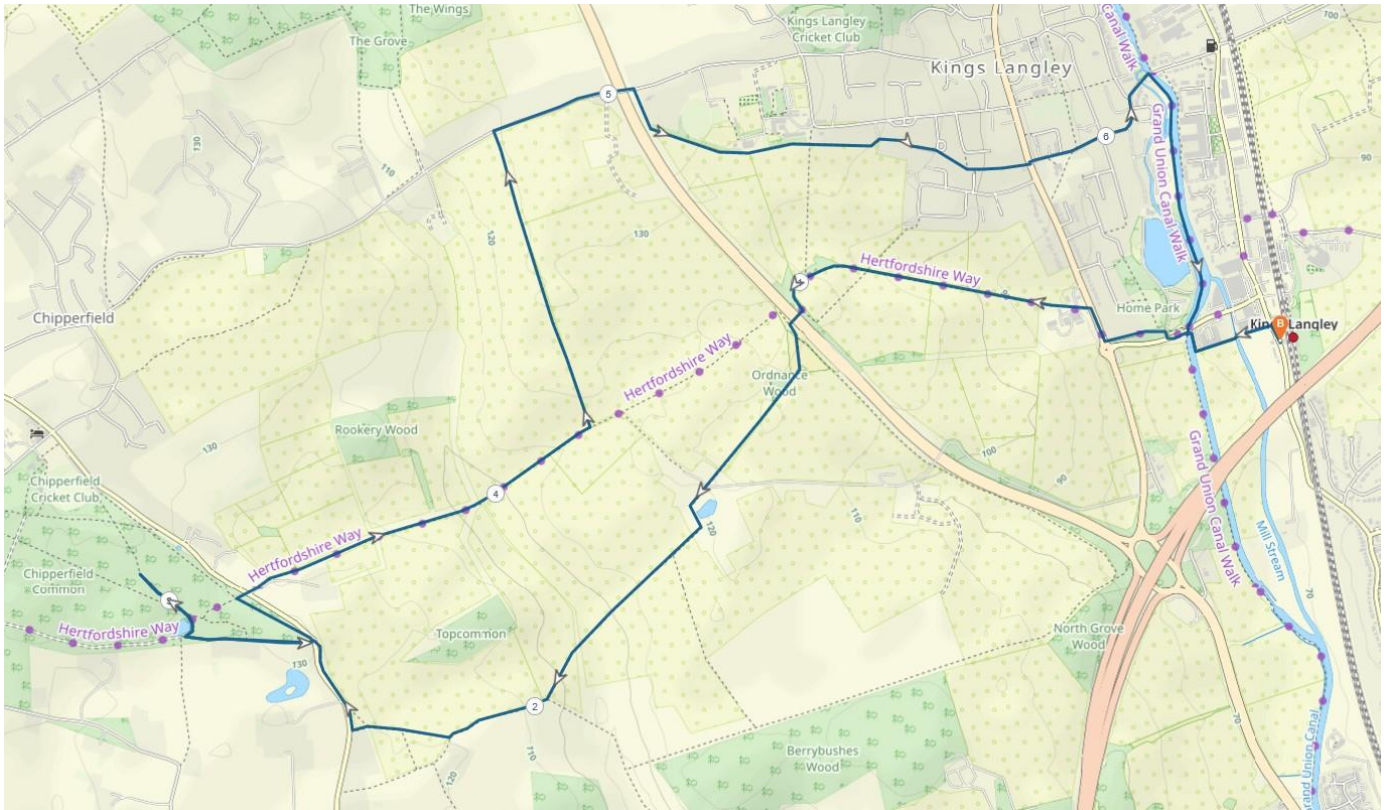 The Wings
The Grove
Kings Langley
Cricket Club
Kings Langley
Canal Walk
100
130
110
5
6
Grand Union Canal Walk
90
120
130
Chipperfield
Hertfordshire Way
Home Park
Kings Langley
B
Hertfordshire Way
Ordnance
Wood
Rookery Wood
130
Chipperfield
Cricket Club
4
100
90
110
120
Grand Union Canal Walk
Mill Stream
Hertfordshire Way
Chipperfield
Common
Hertfordshire Way
130
Topcommon
North Grove
Wood
70
2
110
120
70
Berrybushes
Wood
Grand Union Canal